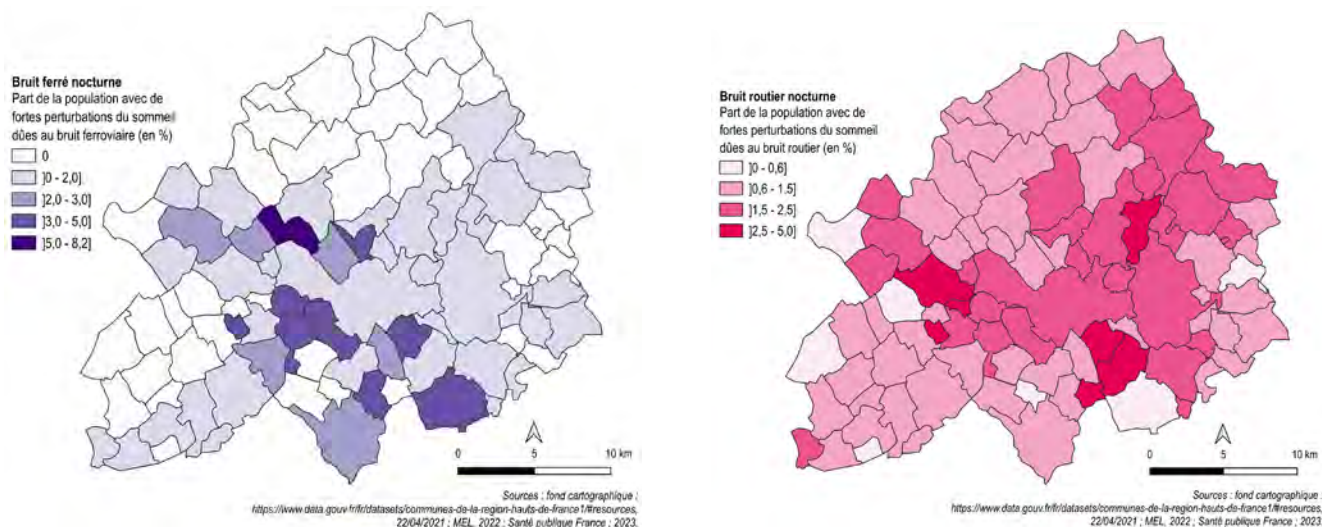 Bruit ferré nocturne
Part de la population avec de
fortes perturbations du sommeil
dûes au bruit ferroviaire (en %)
0
]0 - 2,0]
]2,0 - 3,0]
]3,0 - 5,0]
]5,0 - 8,2]
0 5 10 km
Sources : fond cartographique :
https://www.data.gouv.fr/fr/datasets/communes-de-la-region-hauts-de-france1/#resources,
22/04/2021 ; MEL, 2022 ; Santé publique France ; 2023.
Bruit routier nocturne
Part de la population avec de
fortes perturbations du sommeil
dûes au bruit routier (en %)
]0 - 0,6]
]0,6 - 1.5]
]1,5 - 2,5]
]2,5 - 5,0]
0 5 10 km
Sources : fond cartographique :
https://www.data.gouv.fr/fr/datasets/communes-de-la-region-hauts-de-france1/#resources,
22/04/2021 ; MEL, 2022 ; Santé publique France ; 2023.